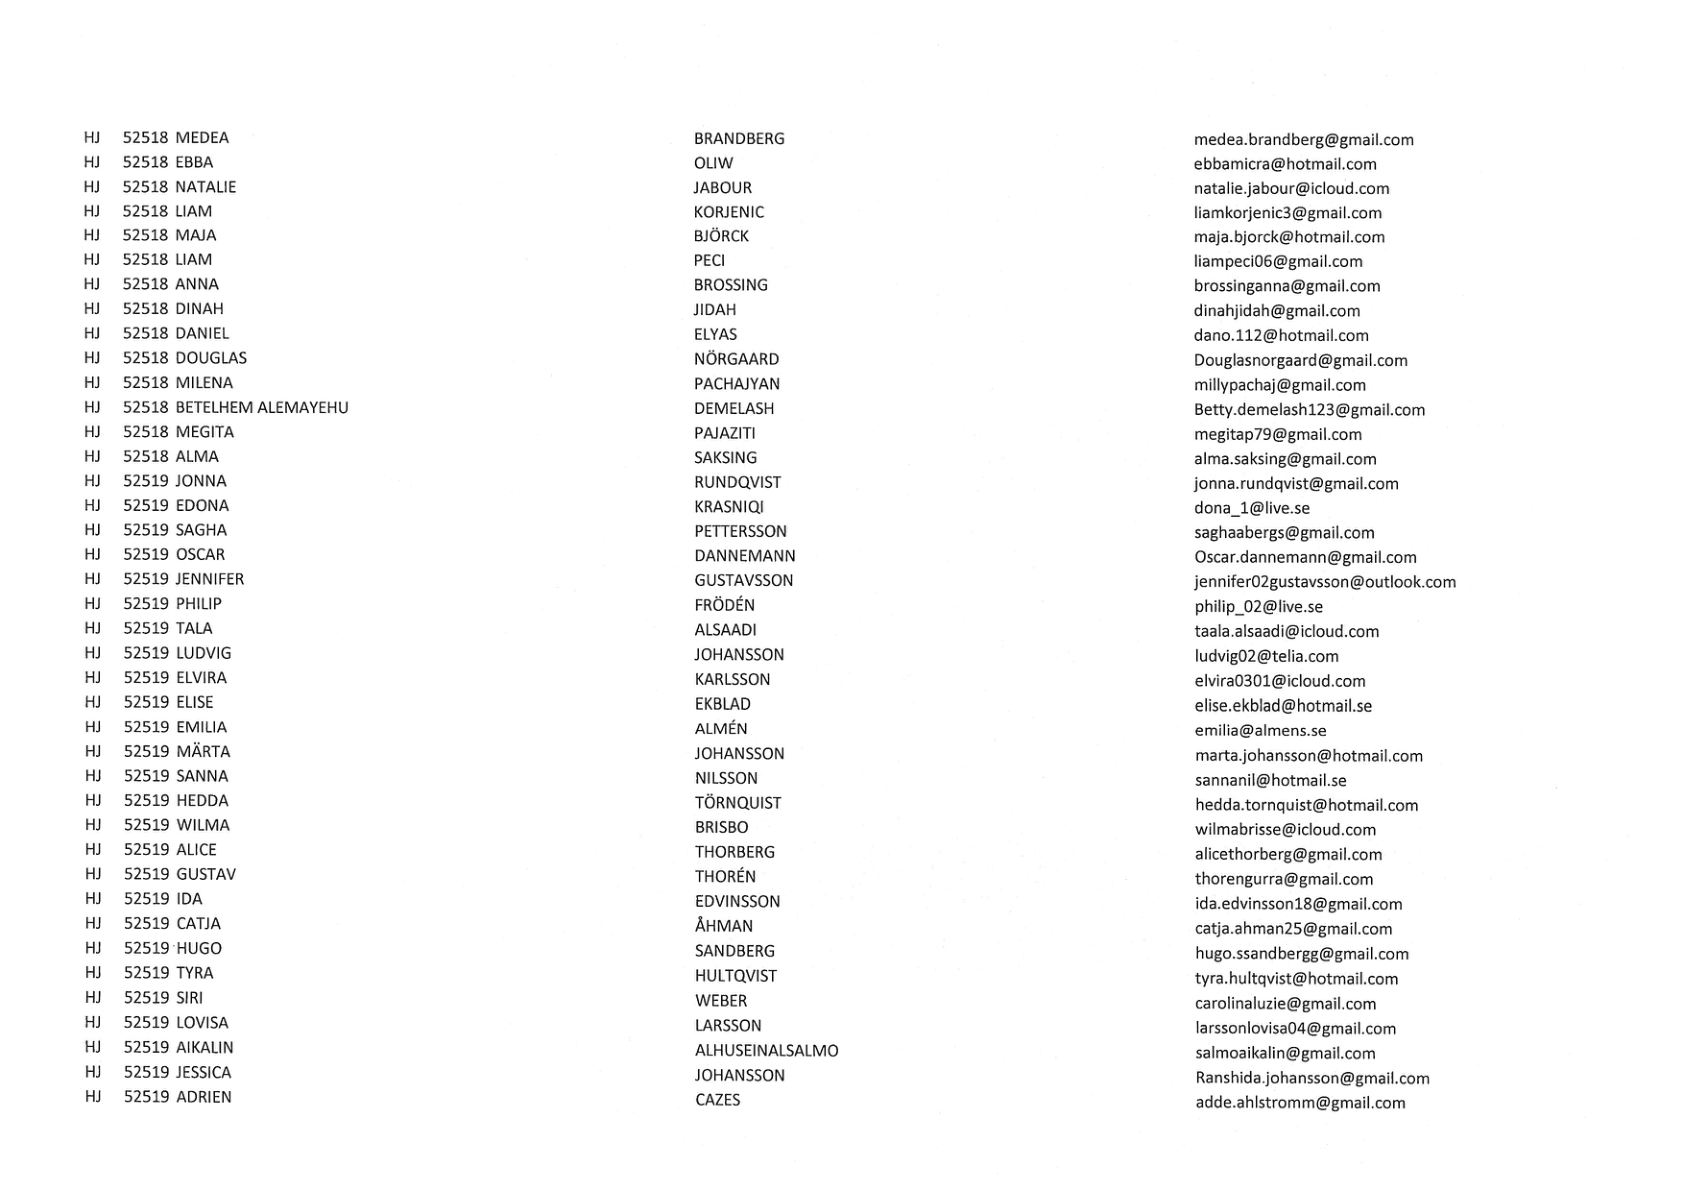 HJ 52518 MEDEA BRANDBERG medea.brandberg@gmail.com
HJ 52518 EBBA OLIW ebbamicra@hotmail.com
HJ 52518 NATALIE JABOUR natalie.jabour@icloud.com
HJ 52518 LIAM KORJENIC liamkorjenic3@gmail.com
HJ 52518 MAJA BJÖRCK maja.bjorck@hotmail.com
HJ 52518 LIAM PECI liampeci06@gmail.com
HJ 52518 ANNA BROSSING brossinganna@gmail.com
HJ 52518 DINAH JIDAH dinahjidah@gmail.com
HJ 52518 DANIEL ELYAS dano.112@hotmail.com
HJ 52518 DOUGLAS NÖRGAARD Douglasnorgaard@gmail.com
HJ 52518 MILENA PACHAJYAN millypachaj@gmail.com
HJ 52518 BETELHEM ALEMAYEHU DEMELASH Betty.demelash123@gmail.com
HJ 52518 MEGITA PAJAZITI megitap79@gmail.com
HJ 52518 ALMA SAKSING alma.saksing@gmail.com
HJ 52519 JONNA RUNDQVIST jonna.rundqvist@gmail.com
HJ 52519 EDONA KRASNIQI dona_1@live.se
HJ 52519 SAGHA PETTERSSON saghaabergs@gmail.com
HJ 52519 OSCAR DANNEMANN Oscar.dannemann@gmail.com
HJ 52519 JENNIFER GUSTAVSSON jennifer02gustavsson@outlook.com
HJ 52519 PHILIP FRÖDÉN philip_02@live.se
HJ 52519 TALA ALSAADI taala.alsaadi@icloud.com
HJ 52519 LUDVIG JOHANSSON ludvig02@telia.com
HJ 52519 ELVIRA KARLSSON elvira0301@icloud.com
HJ 52519 ELISE EKBLAD elise.ekblad@hotmail.se
HJ 52519 EMILIA ALMÉN emilia@almens.se
HJ 52519 MÄRTA JOHANSSON marta.johansson@hotmail.com
HJ 52519 SANNA NILSSON sannanil@hotmail.se
HJ 52519 HEDDA TÖRNQUIST hedda.tornquist@hotmail.com
HJ 52519 WILMA BRISBO wilmabrisse@icloud.com
HJ 52519 ALICE THORBERG alicethorberg@gmail.com
HJ 52519 GUSTAV THORÉN thorengurra@gmail.com
HJ 52519 IDA EDVINSSON ida.edvinsson18@gmail.com
HJ 52519 CATJA ÅHMAN catja.ahman25@gmail.com
HJ 52519 HUGO SANDBERG hugo.ssandbergg@gmail.com
HJ 52519 TYRA HULTQVIST tyra.hultqvist@hotmail.com
HJ 52519 SIRI WEBER carolinaluzie@gmail.com
HJ 52519 LOVISA LARSSON larssonlovisa04@gmail.com
HJ 52519 AIKALIN ALHUSEINALSALMO salmoaikalin@gmail.com
HJ 52519 JESSICA JOHANSSON Ranshida.johansson@gmail.com
HJ 52519 ADRIEN CAZES adde.ahlstromm@gmail.com